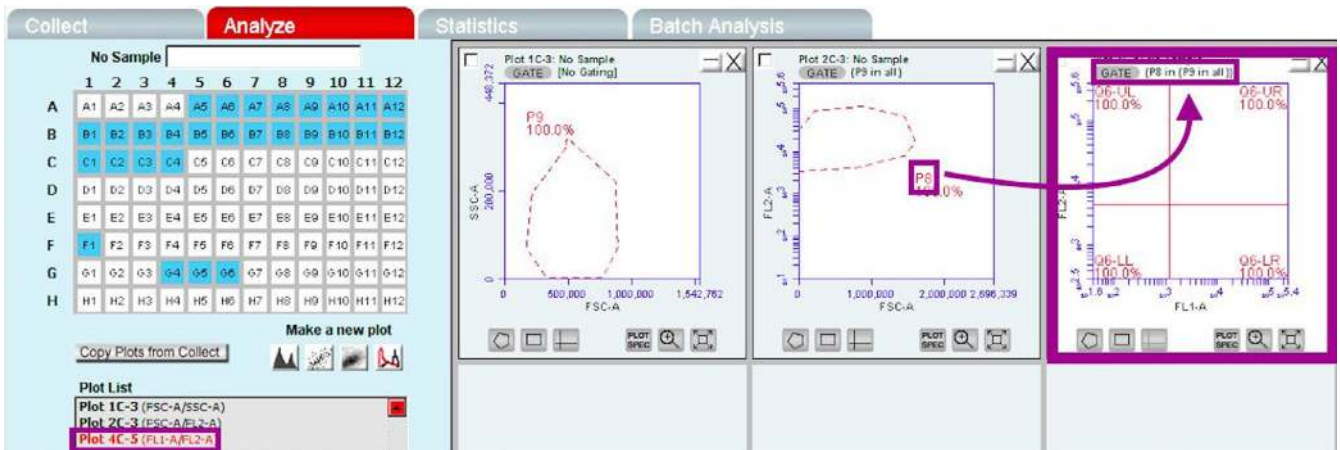 Collect Analyze Statistics Batch Analysis
No Sample
1 2 3 4 5 6 7 8 9 10 11 12
A A1 A2 A3 A4 A5 A6 A7 A8 A9 A10 A11 A12
B B1 B2 B3 B4 B5 B6 B7 B8 B9 B10 B11 B12
C C1 C2 C3 C4 C5 C6 C7 C8 C9 C10 C11 C12
D D1 D2 D3 D4 D5 D6 D7 D8 D9 D10 D11 D12
E E1 E2 E3 E4 E5 E6 E7 E8 E9 E10 E11 E12
F F1 F2 F3 F4 F5 F6 F7 F8 F9 F10 F11 F12
G G1 G2 G3 G4 G5 G6 G7 G8 G9 G10 G11 G12
H H1 H2 H3 H4 H5 H6 H7 H8 H9 H10 H11 H12
Make a new plot
Copy Plots from Collect
Plot List
Plot 1C-3 (FSC-A/SSC-A)
Plot 2C-3 (FSC-A/FL2-A)
Plot 4C-5 (FL1-A/FL2-A
Plot 1C-3: No Sample
GATE [No Gating]
448,372
P9
100.0%
200,000
SSC-A
0
0 500,000 1,000,000 1,542,762
FSC-A
PLOT
SPEC
Plot 2C-3: No Sample
GATE (P9 in all)
P8
100.0%
FL2-A
0 1,000,000 2,000,000 2,696,339
FSC-A
PLOT
SPEC
GATE (P8 in (P9 in all))
Q6-UL Q6-UR
100.0% 100.0%
FL2-A
Q6-LL Q6-LR
100.0% 100.0%
FL1-A
PLOT
SPEC